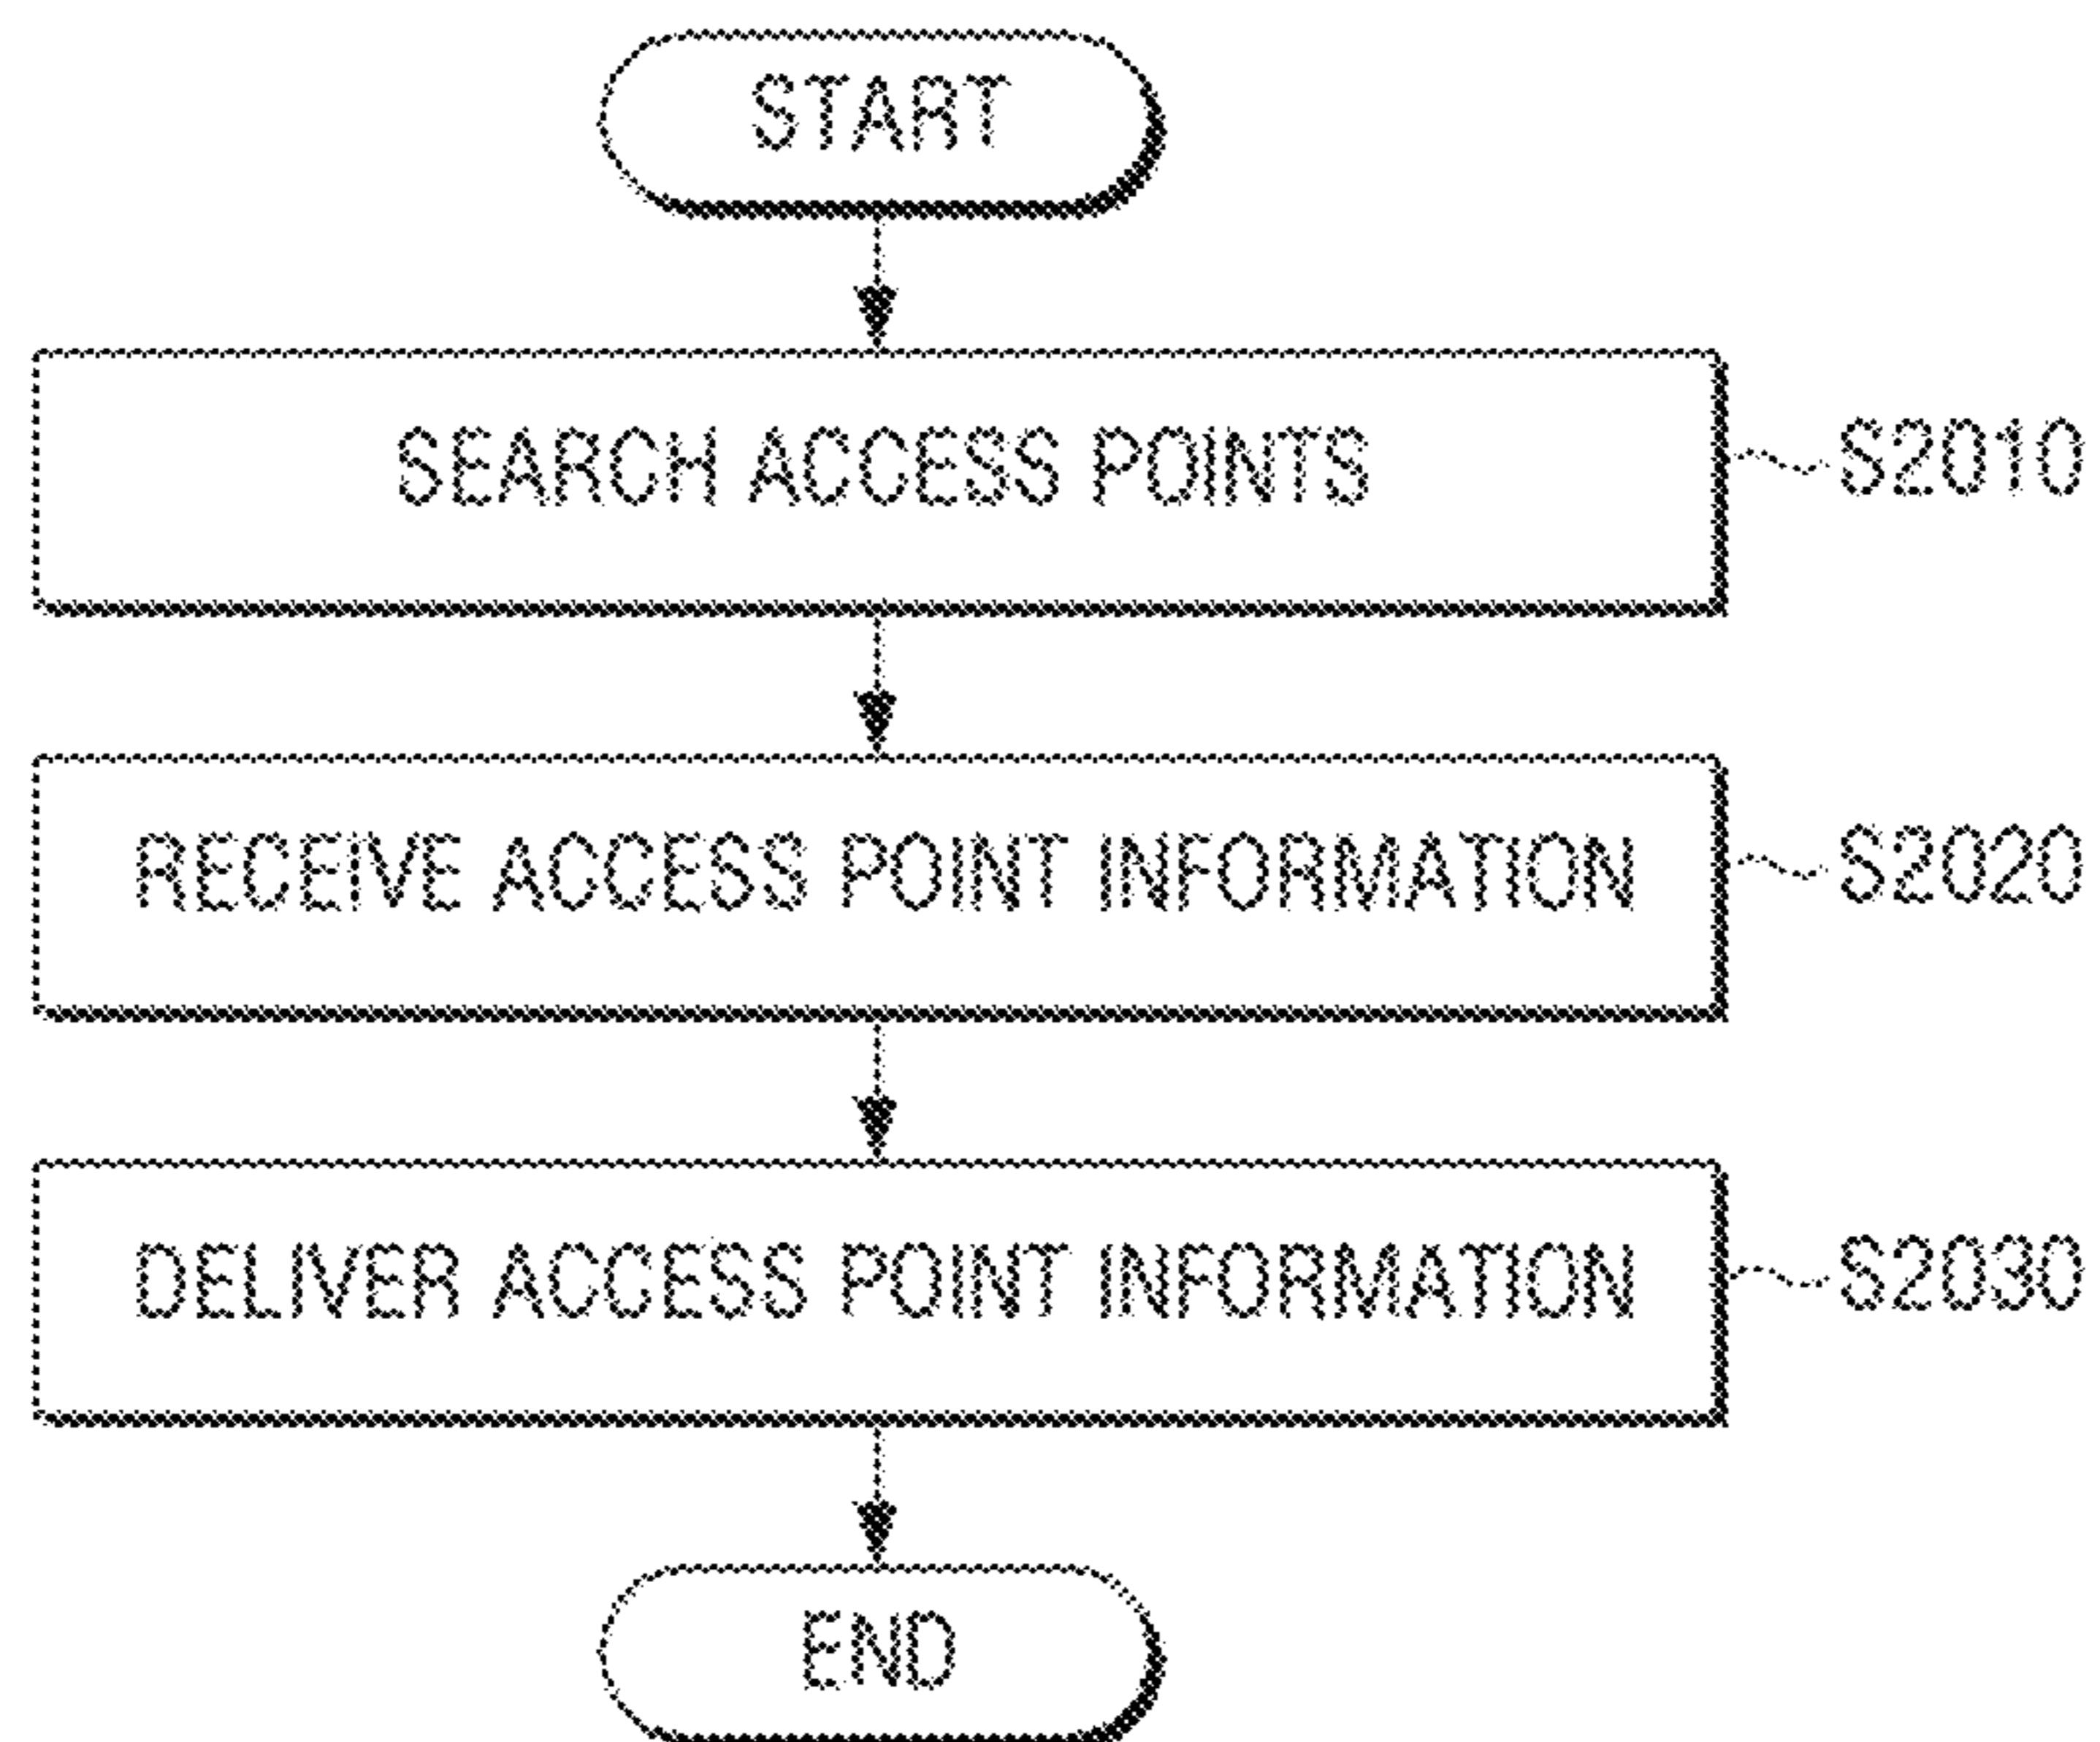 START
SEARCH ACCESS POINTS
S2010
RECEIVE ACCESS POINT INFORMATION
S2020
DELIVER ACCESS POINT INFORMATION
S2030
END